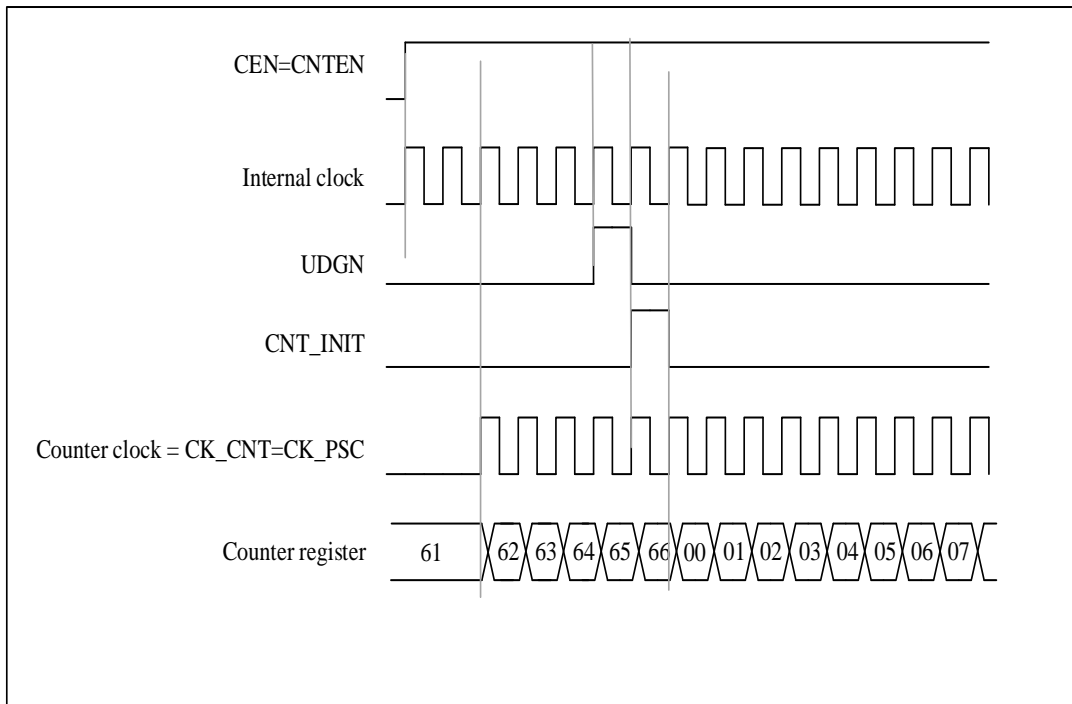 CEN=CNTEN
Internal clock
UDGN
CNT_INIT
Counter clock = CK_CNT=CK_PSC
Counter register 61 62 63 64 65 66 00 01 02 03 04 05 06 07